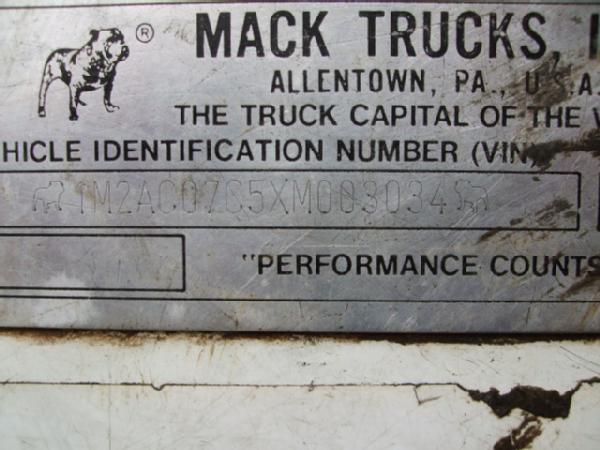 ®
MACK TRUCKS, I
ALLENTOWN, PA., U.S.A.
THE TRUCK CAPITAL OF THE W
HICLE IDENTIFICATION NUMBER (VIN)
1M2AC07C5XM003034
"PERFORMANCE COUNTS